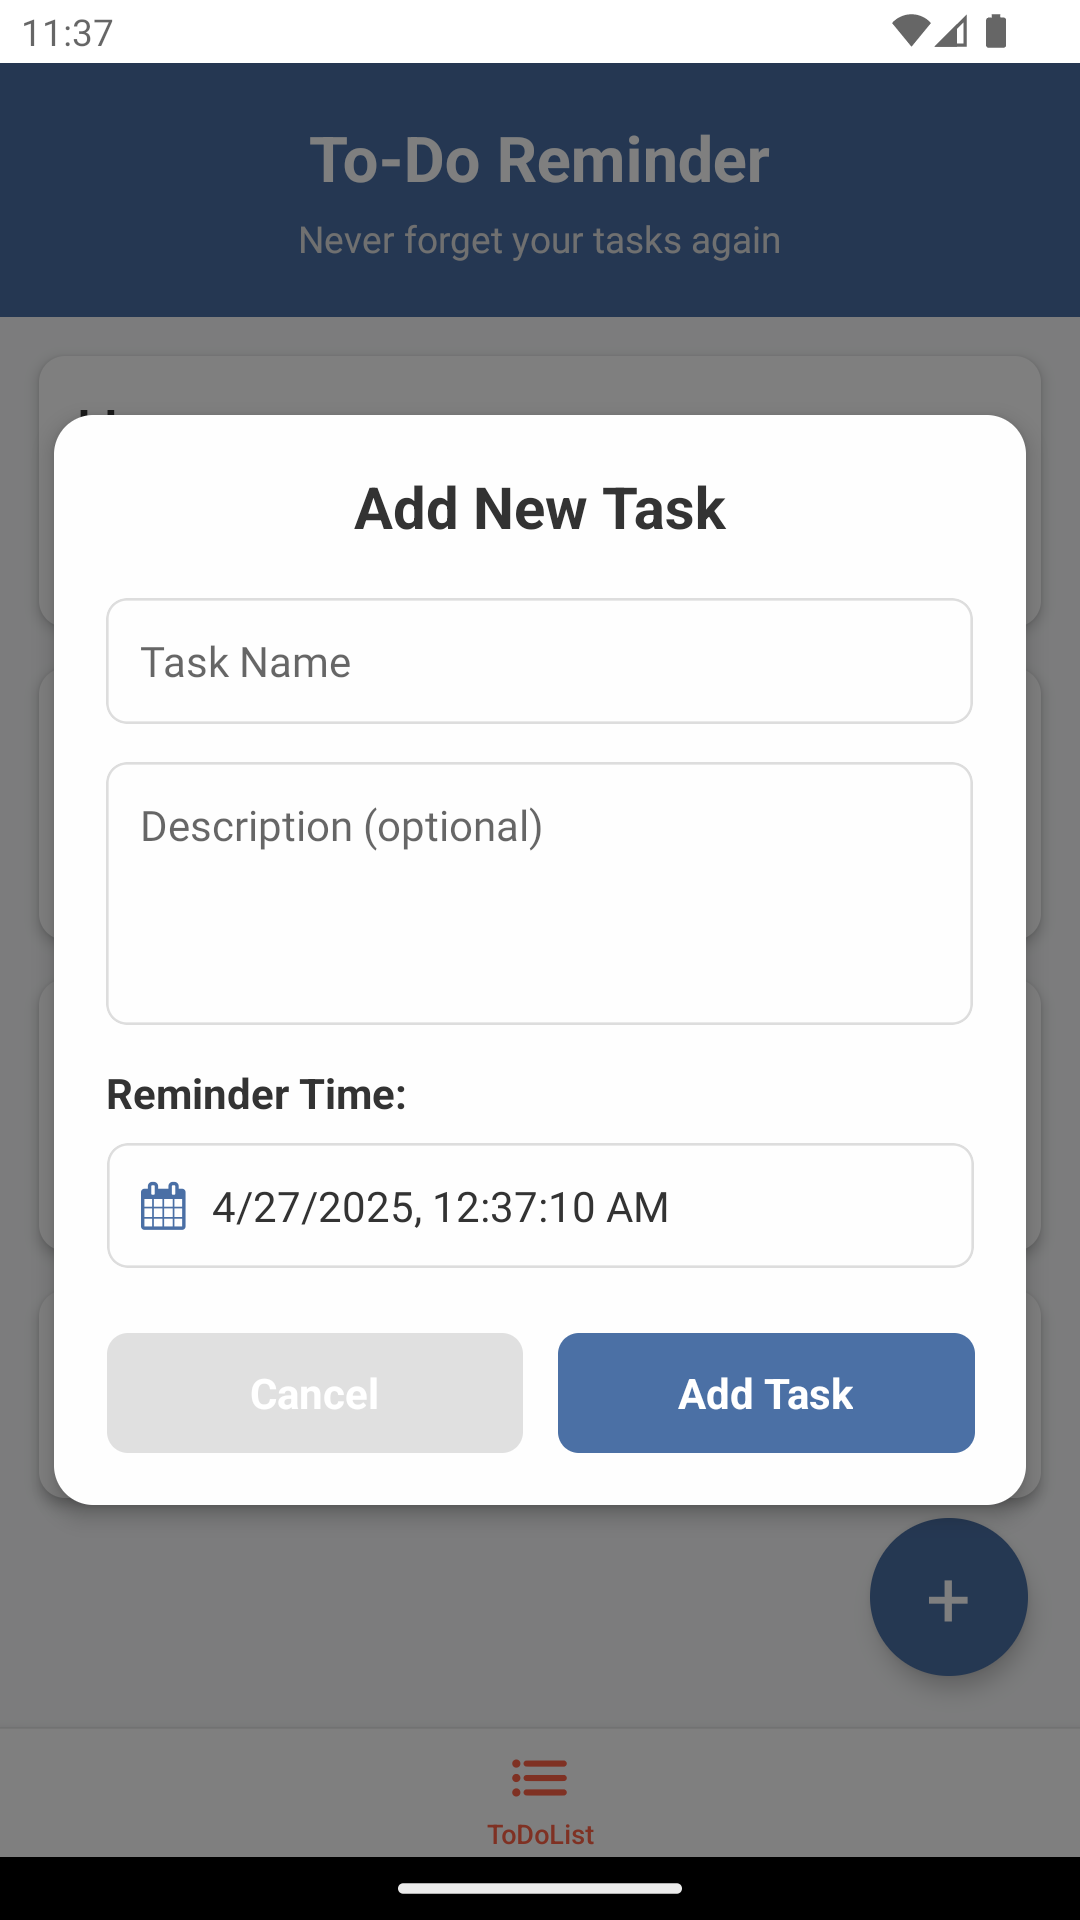 11:37
To-Do Reminder
Never forget your tasks again
Add New Task
Task Name
Description (optional)
Reminder Time:
4/27/2025, 12:37:10 AM
Cancel
Add Task
+
ToDoList